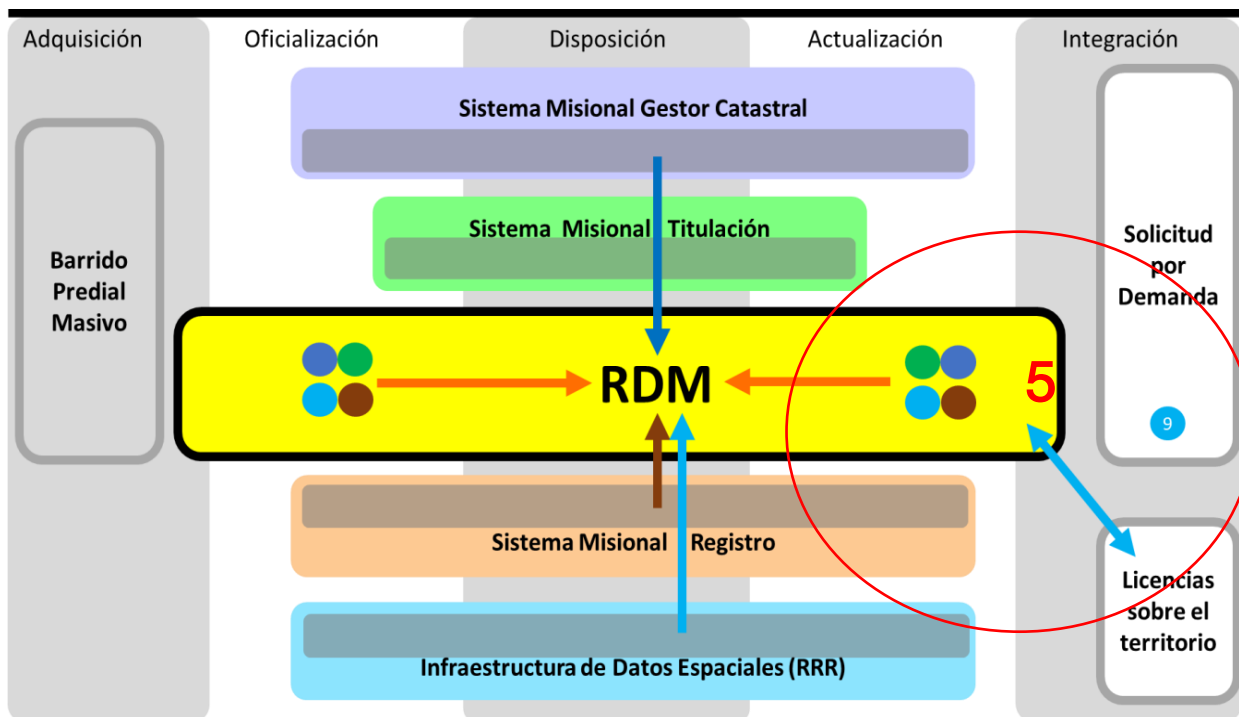 Adquisición
Oficialización
Disposición
Actualización
Integración
Sistema Misional Gestor Catastral
Sistema Misional Titulación
Barrido
Predial
Masivo
Solicitud
por
Demanda
RDM
5
9
Sistema Misional Registro
Licencias
sobre el
territorio
Infraestructura de Datos Espaciales (RRR)